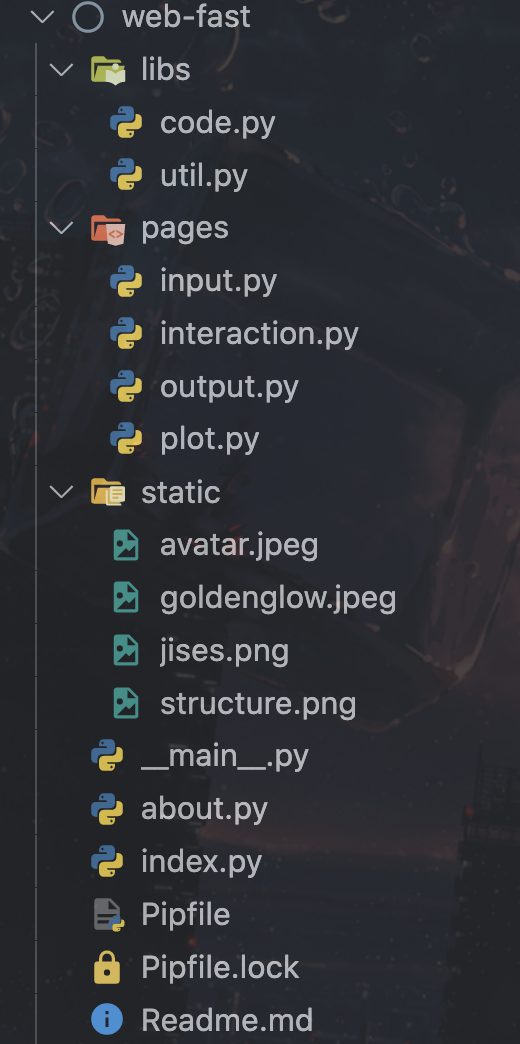 web-fast
libs
code.py
util.py
pages
input.py
interaction.py
output.py
plot.py
static
avatar.jpeg
goldenglow.jpeg
jises.png
structure.png
__main__.py
about.py
index.py
Pipfile
Pipfile.lock
Readme.md